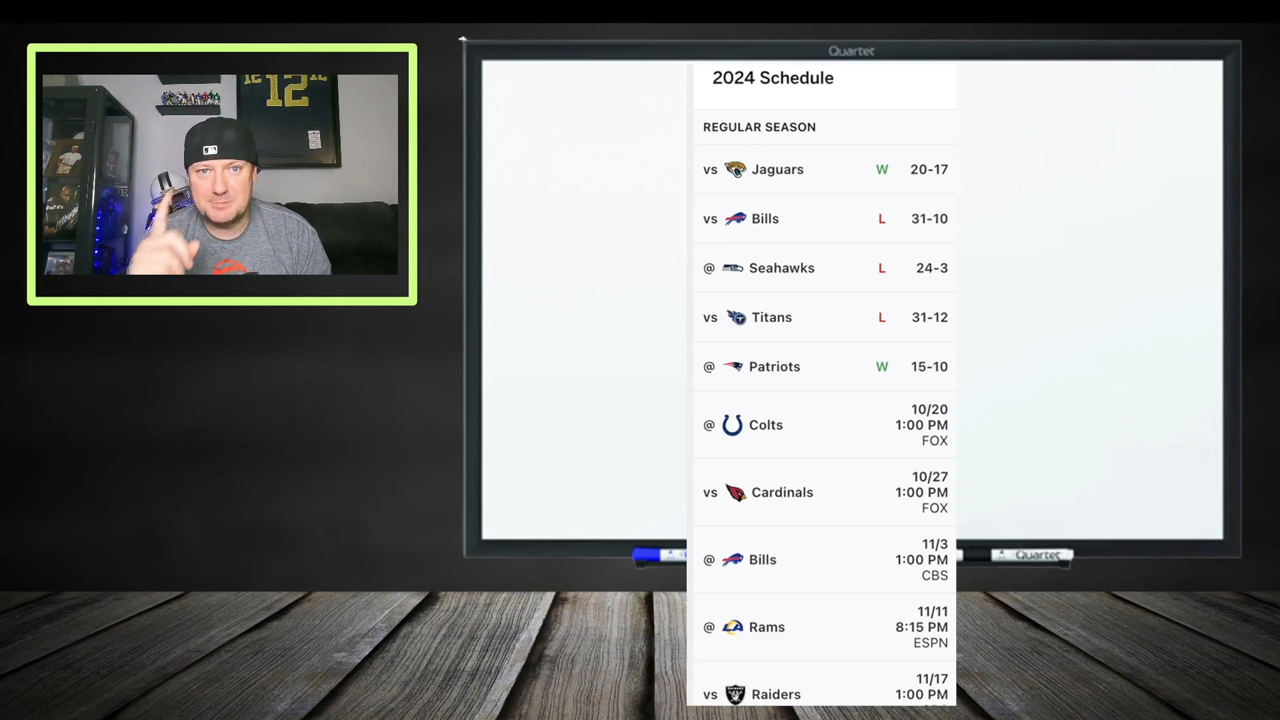 12 12 12
Quartet
2024 Schedule
REGULAR SEASON
vs Jaguars W 20-17
vs Bills L 31-10
@ Seahawks L 24-3
vs Titans L 31-12
@ Patriots W 15-10
@ Colts 10/20 1:00 PM FOX
vs Cardinals 10/27 1:00 PM FOX
@ Bills 11/3 1:00 PM CBS
@ Rams 11/11 8:15 PM ESPN
vs Raiders 11/17 1:00 PM
Quartet